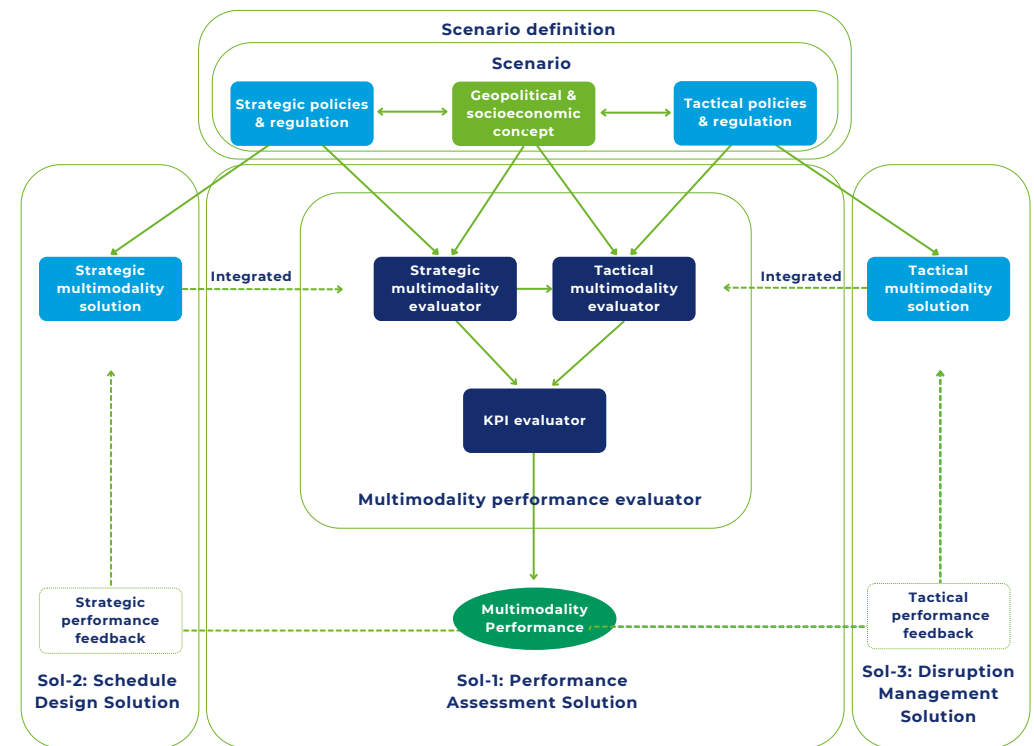 Scenario definition
Scenario
Strategic policies
& regulation
Geopolitical &
socioeconomic
concept
Tactical policies
& regulation
Strategic
multimodality
solution
Integrated
Strategic
multimodality
evaluator
Tactical
multimodality
evaluator
Integrated
Tactical
multimodality
solution
KPI evaluator
Multimodality performance evaluator
Strategic
performance
feedback
Multimodality
Performance
Tactical
performance
feedback
Sol-2: Schedule
Design Solution
Sol-1: Performance
Assessment Solution
Sol-3: Disruption
Management
Solution